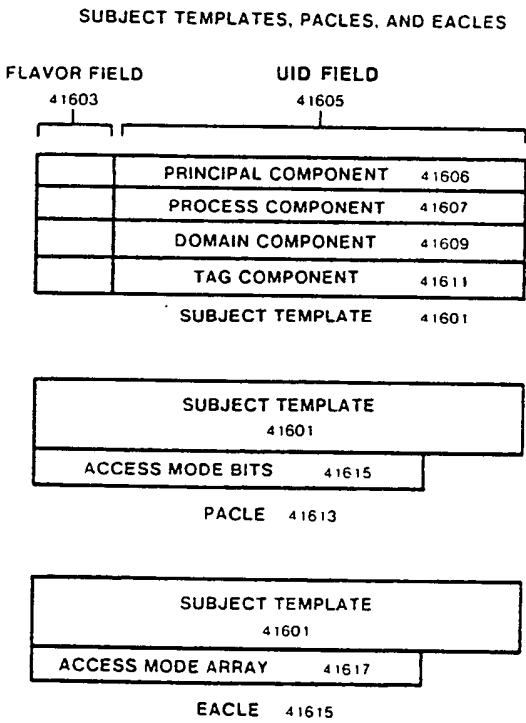 SUBJECT TEMPLATES, PACLES, AND EACLES
FLAVOR FIELD UID FIELD
41603 41605
PRINCIPAL COMPONENT 41606
PROCESS COMPONENT 41607
DOMAIN COMPONENT 41609
TAG COMPONENT 41611
SUBJECT TEMPLATE 41601
SUBJECT TEMPLATE
41601
ACCESS MODE BITS 41615
PACLE 41613
SUBJECT TEMPLATE
41601
ACCESS MODE ARRAY 41617
EACLE 41615